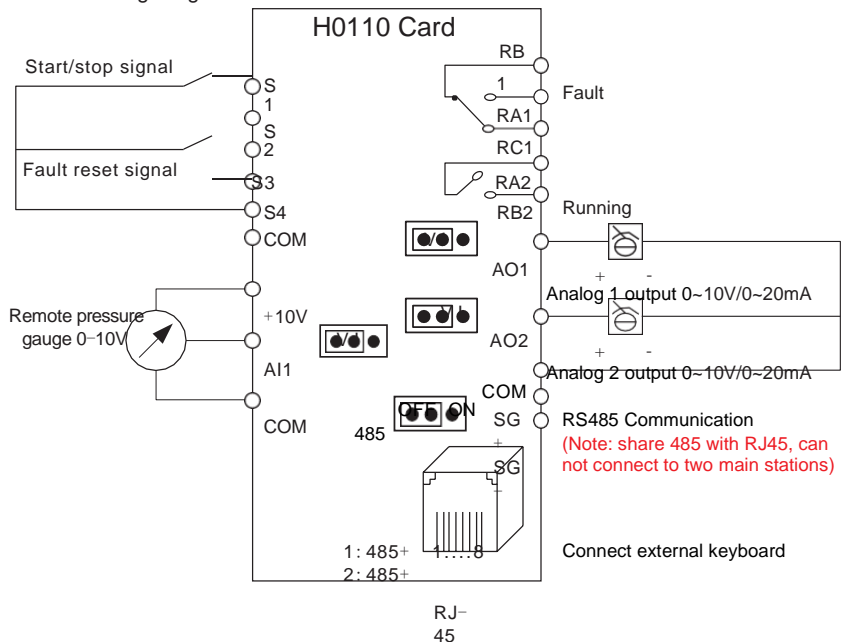 H0110 Card
Start/stop signal
Fault reset signal
S
1
S
2
S3
S4
COM
+10V
AI1
COM
Remote pressure
gauge 0-10V
RB
1
RA1
RC1
RA2
RB2
Fault
Running
AO1
+ -
Analog 1 output 0~10V/0~20mA
AO2
+ -
Analog 2 output 0~10V/0~20mA
COM
V I
OFF ON
485
SG
+
SG
RS485 Communication
(Note: share 485 with RJ45, can
not connect to two main stations)
1....8
1: 485+
2: 485+
Connect external keyboard
RJ-
45